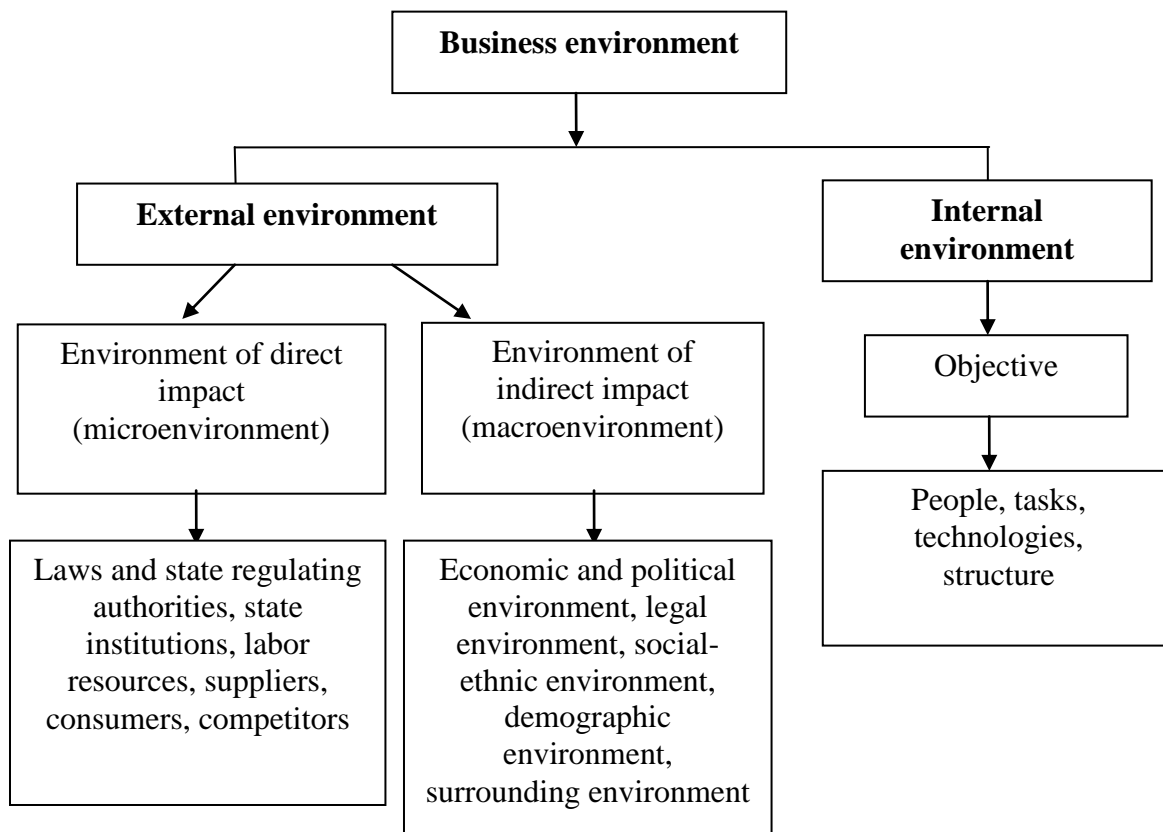 Business environment
External environment
Internal
environment
Environment of direct
impact
(microenvironment)
Environment of
indirect impact
(macroenvironment)
Objective
Laws and state regulating
authorities, state
institutions, labor
resources, suppliers,
consumers, competitors
Economic and political
environment, legal
environment, social-
ethnic environment,
demographic
environment,
surrounding environment
People, tasks,
technologies,
structure